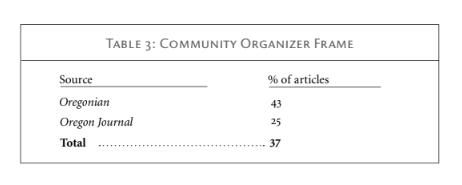 Table 3: Community Organizer Frame
Source % of articles
Oregonian 43
Oregon Journal 25
Total ........................................ 37